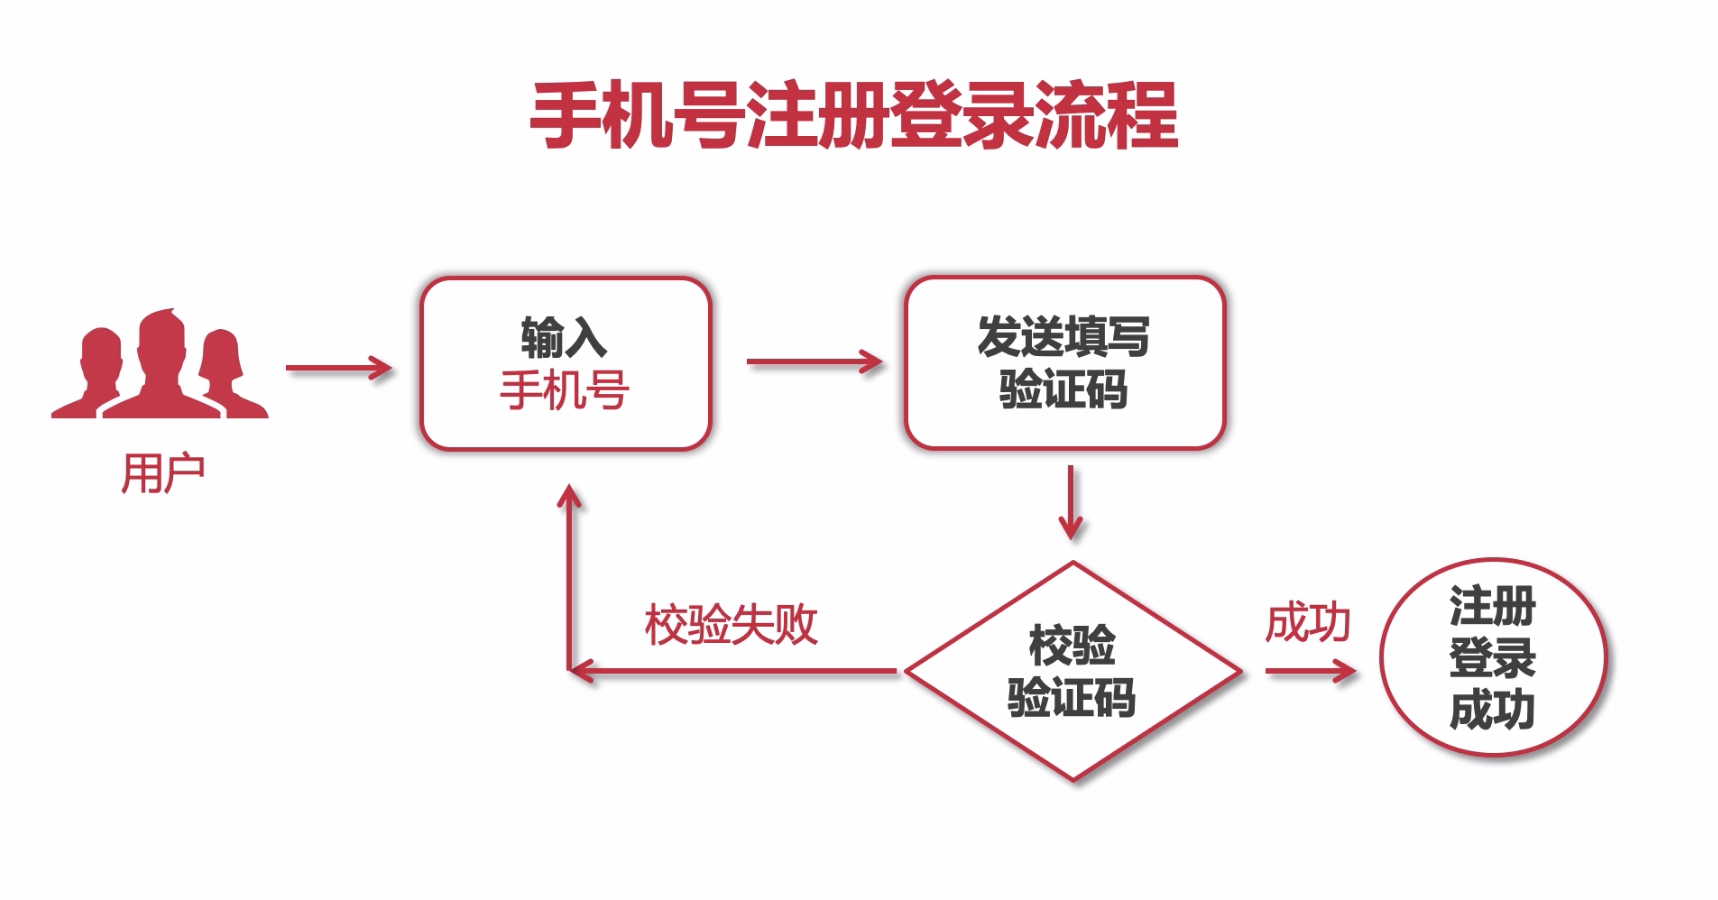 手机号注册登录流程
用户
输入
手机号
发送填写
验证码
校验失败
校验
验证码
成功
注册
登录
成功